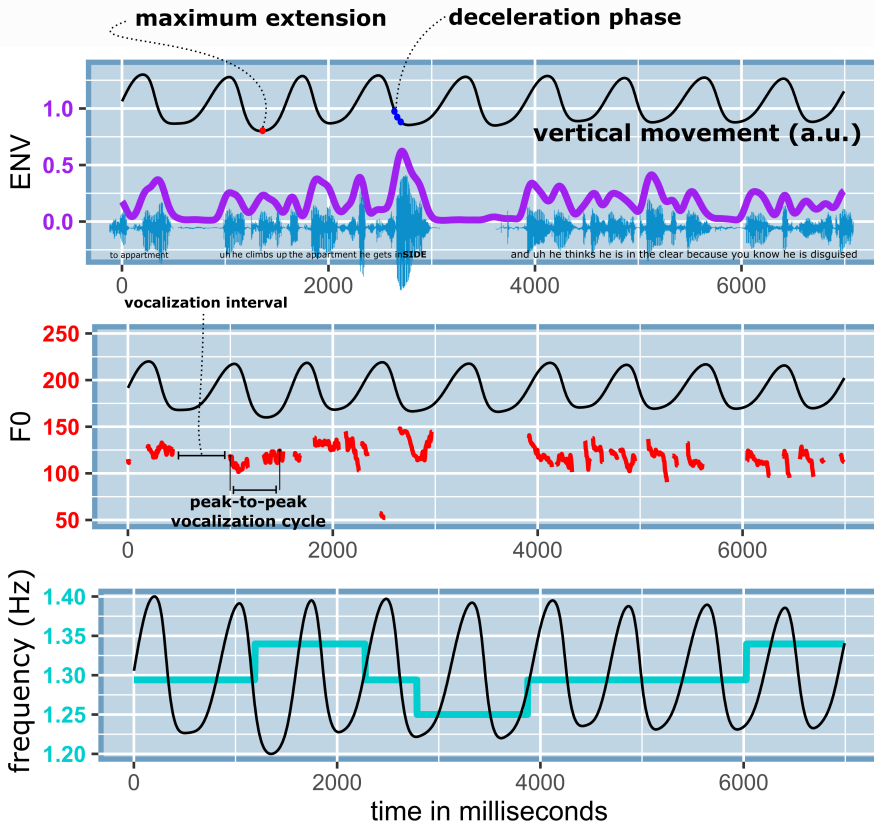 maximum extension
deceleration phase
vertical movement (a.u.)
ENV
1.0
0.5
0.0
to appartment
uh he climbs up the appartment he gets inSIDE
and uh he thinks he is in the clear because you know he is disguised
0
2000
4000
6000
vocalization interval
F0
250
200
150
100
50
peak-to-peak
vocalization cycle
0
2000
4000
6000
frequency (Hz)
1.40
1.35
1.30
1.25
1.20
0
2000
4000
6000
time in milliseconds